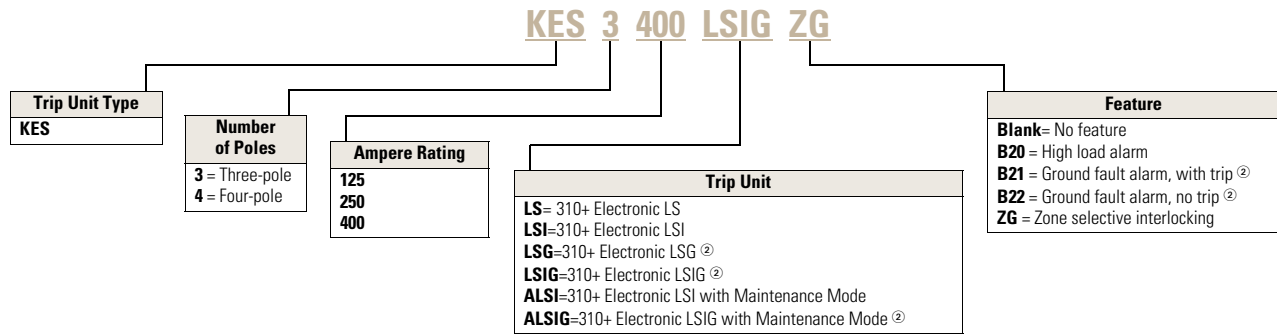 KES 3 400 LSIG ZG
Trip Unit Type
KES
Number
of Poles
3 = Three-pole
4 = Four-pole
Ampere Rating
125
250
400
Trip Unit
LS= 310+ Electronic LS
LSI=310+ Electronic LSI
LSG=310+ Electronic LSG ②
LSIG=310+ Electronic LSIG ②
ALSI=310+ Electronic LSI with Maintenance Mode
ALSIG=310+ Electronic LSIG with Maintenance Mode ②
Feature
Blank= No feature
B20 = High load alarm
B21 = Ground fault alarm, with trip ②
B22 = Ground fault alarm, no trip ②
ZG = Zone selective interlocking